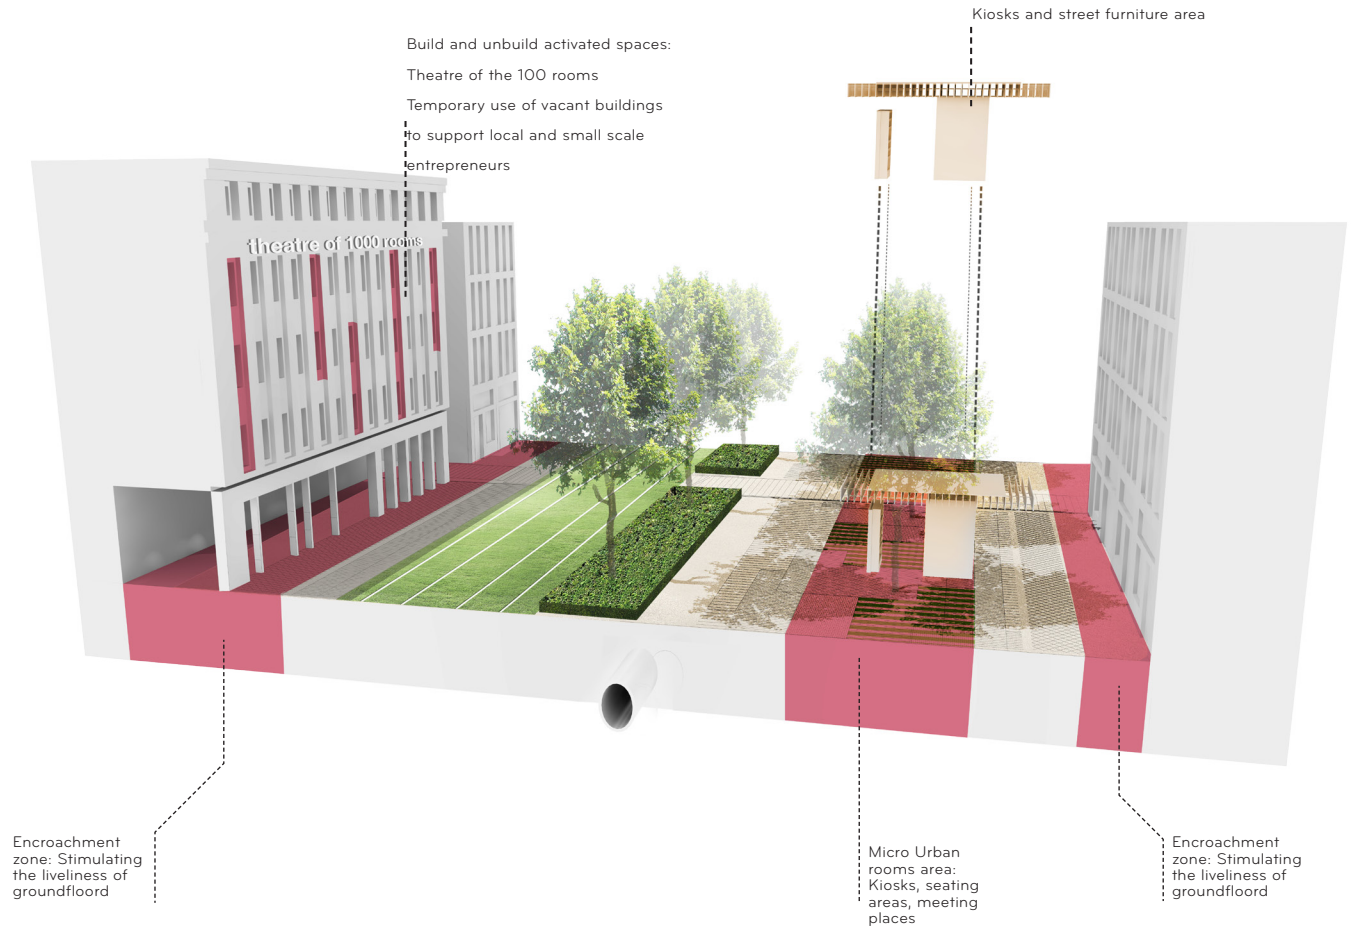 Kiosks and street furniture area
Build and unbuild activated spaces:
Theatre of the 100 rooms
Temporary use of vacant buildings
to support local and small scale
entrepreneurs
theatre of 1000 rooms
Encroachment
zone: Stimulating
the liveliness of
groundfloord
Micro Urban
rooms area:
Kiosks, seating
areas, meeting
places
Encroachment
zone: Stimulating
the liveliness of
groundfloord